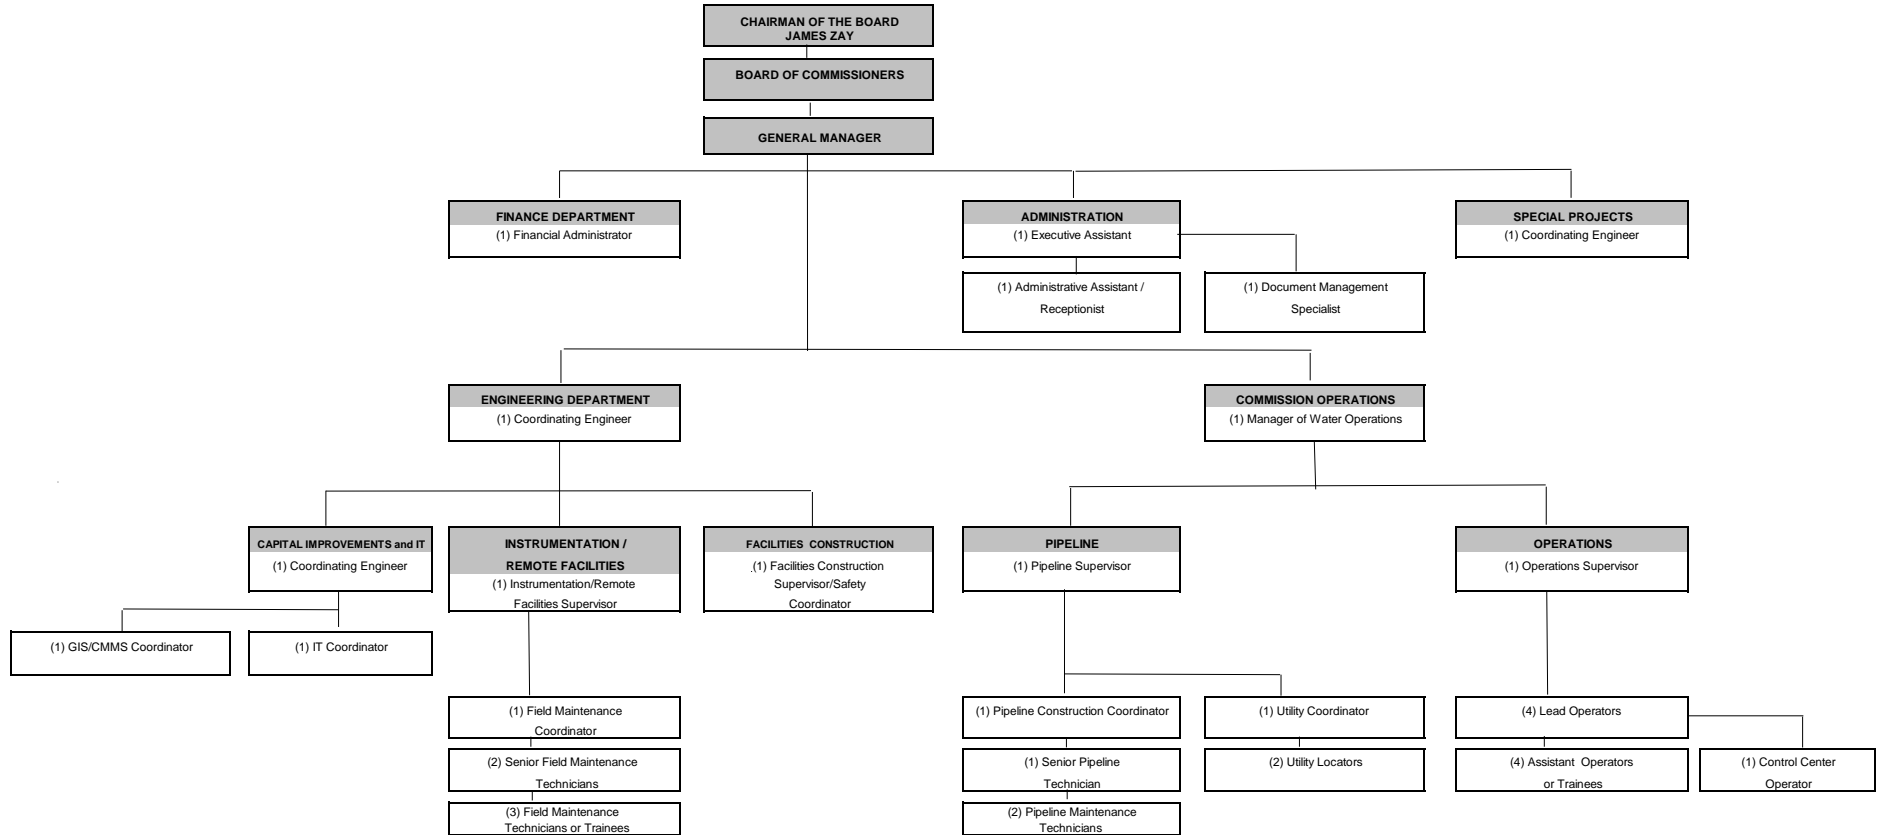 CHAIRMAN OF THE BOARD
JAMES ZAY
BOARD OF COMMISSIONERS
GENERAL MANAGER
FINANCE DEPARTMENT
(1) Financial Administrator
ADMINISTRATION
(1) Executive Assistant
SPECIAL PROJECTS
(1) Coordinating Engineer
(1) Administrative Assistant /
Receptionist
(1) Document Management
Specialist
ENGINEERING DEPARTMENT
(1) Coordinating Engineer
COMMISSION OPERATIONS
(1) Manager of Water Operations
CAPITAL IMPROVEMENTS and IT
(1) Coordinating Engineer
INSTRUMENTATION /
REMOTE FACILITIES
(1) Instrumentation/Remote
Facilities Supervisor
FACILITIES CONSTRUCTION
(1) Facilities Construction
Supervisor/Safety
Coordinator
PIPELINE
(1) Pipeline Supervisor
OPERATIONS
(1) Operations Supervisor
(1) GIS/CMMS Coordinator
(1) IT Coordinator
(1) Field Maintenance
Coordinator
(1) Pipeline Construction Coordinator
(1) Utility Coordinator
(4) Lead Operators
(2) Senior Field Maintenance
Technicians
(1) Senior Pipeline
Technician
(2) Utility Locators
(4) Assistant Operators
or Trainees
(1) Control Center
Operator
(3) Field Maintenance
Technicians or Trainees
(2) Pipeline Maintenance
Technicians